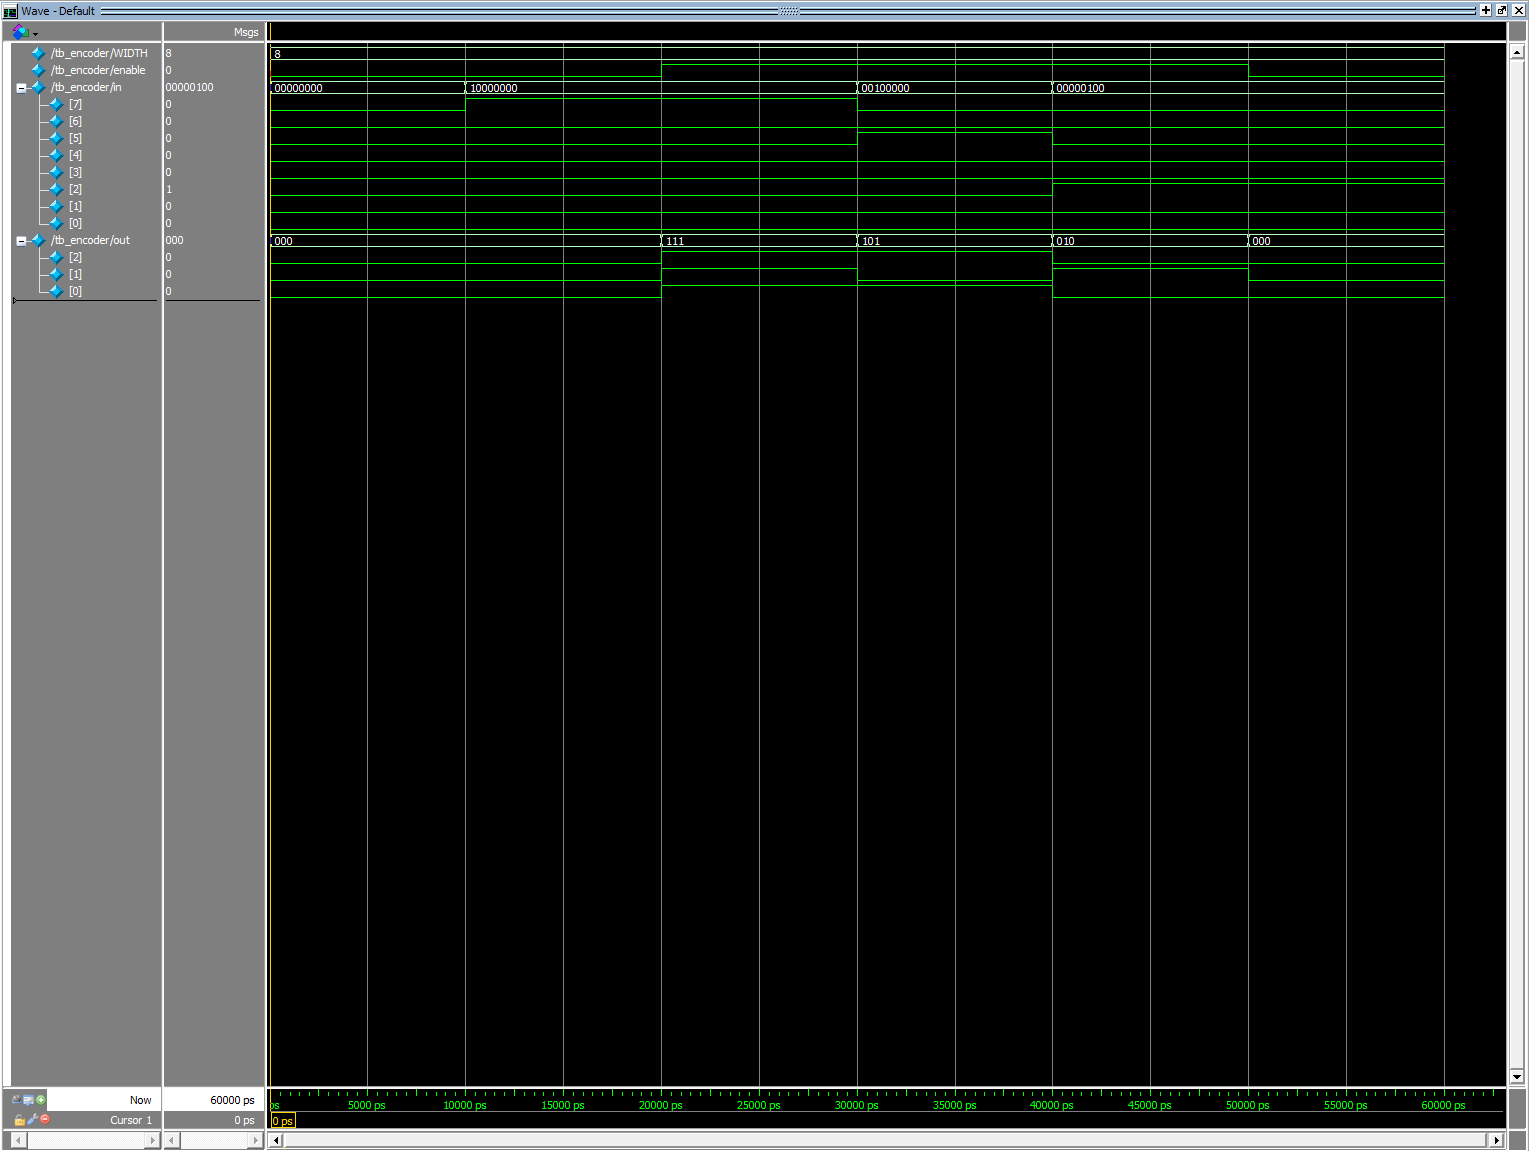 Wave - Default
Msgs
/tb_encoder/WIDTH 8 8
/tb_encoder/enable 0
/tb_encoder/in 00000100 00000000 10000000 00100000 00000100
[7] 0
[6] 0
[5] 0
[4] 0
[3] 0
[2] 1
[1] 0
[0] 0
/tb_encoder/out 000 000 111 101 010 000
[2] 0
[1] 0
[0] 0
Now 60000 ps ps 5000 ps 10000 ps 15000 ps 20000 ps 25000 ps 30000 ps 35000 ps 40000 ps 45000 ps 50000 ps 55000 ps 60000 ps
Cursor 1 0 ps 0 ps